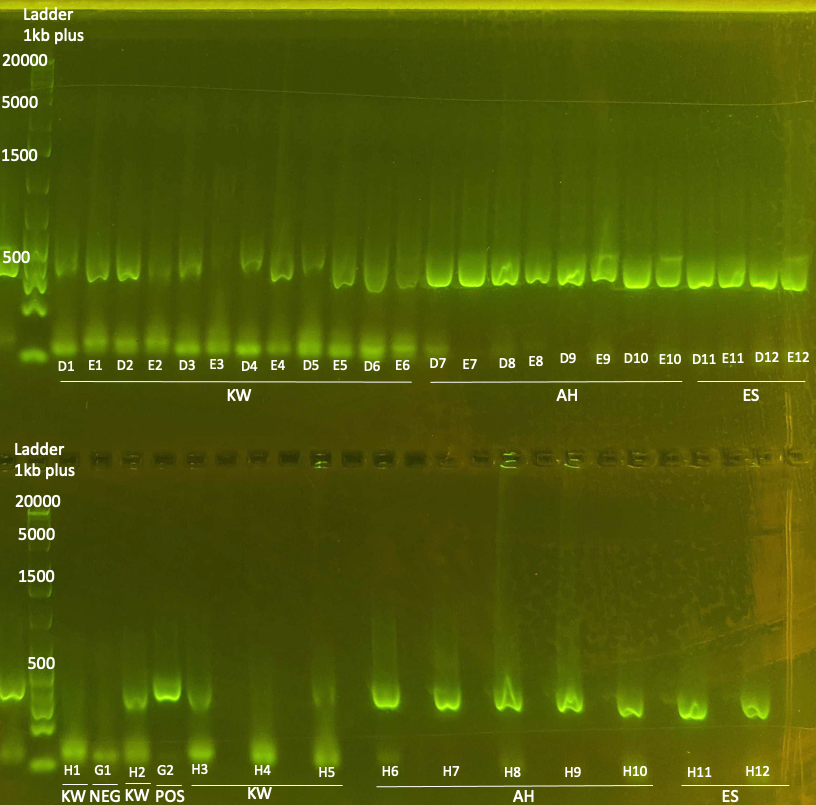 Ladder
1kb plus
20000
5000
1500
500
D1 E1 D2 E2 D3 E3 D4 E4 D5 E5 D6 E6 D7 E7 D8 E8 D9 E9 D10 E10 D11 E11 D12 E12
KW AH ES
Ladder
1kb plus
20000
5000
1500
500
H1 G1 H2 G2 H3 H4 H5 H6 H7 H8 H9 H10 H11 H12
KW NEG KW POS KW AH ES